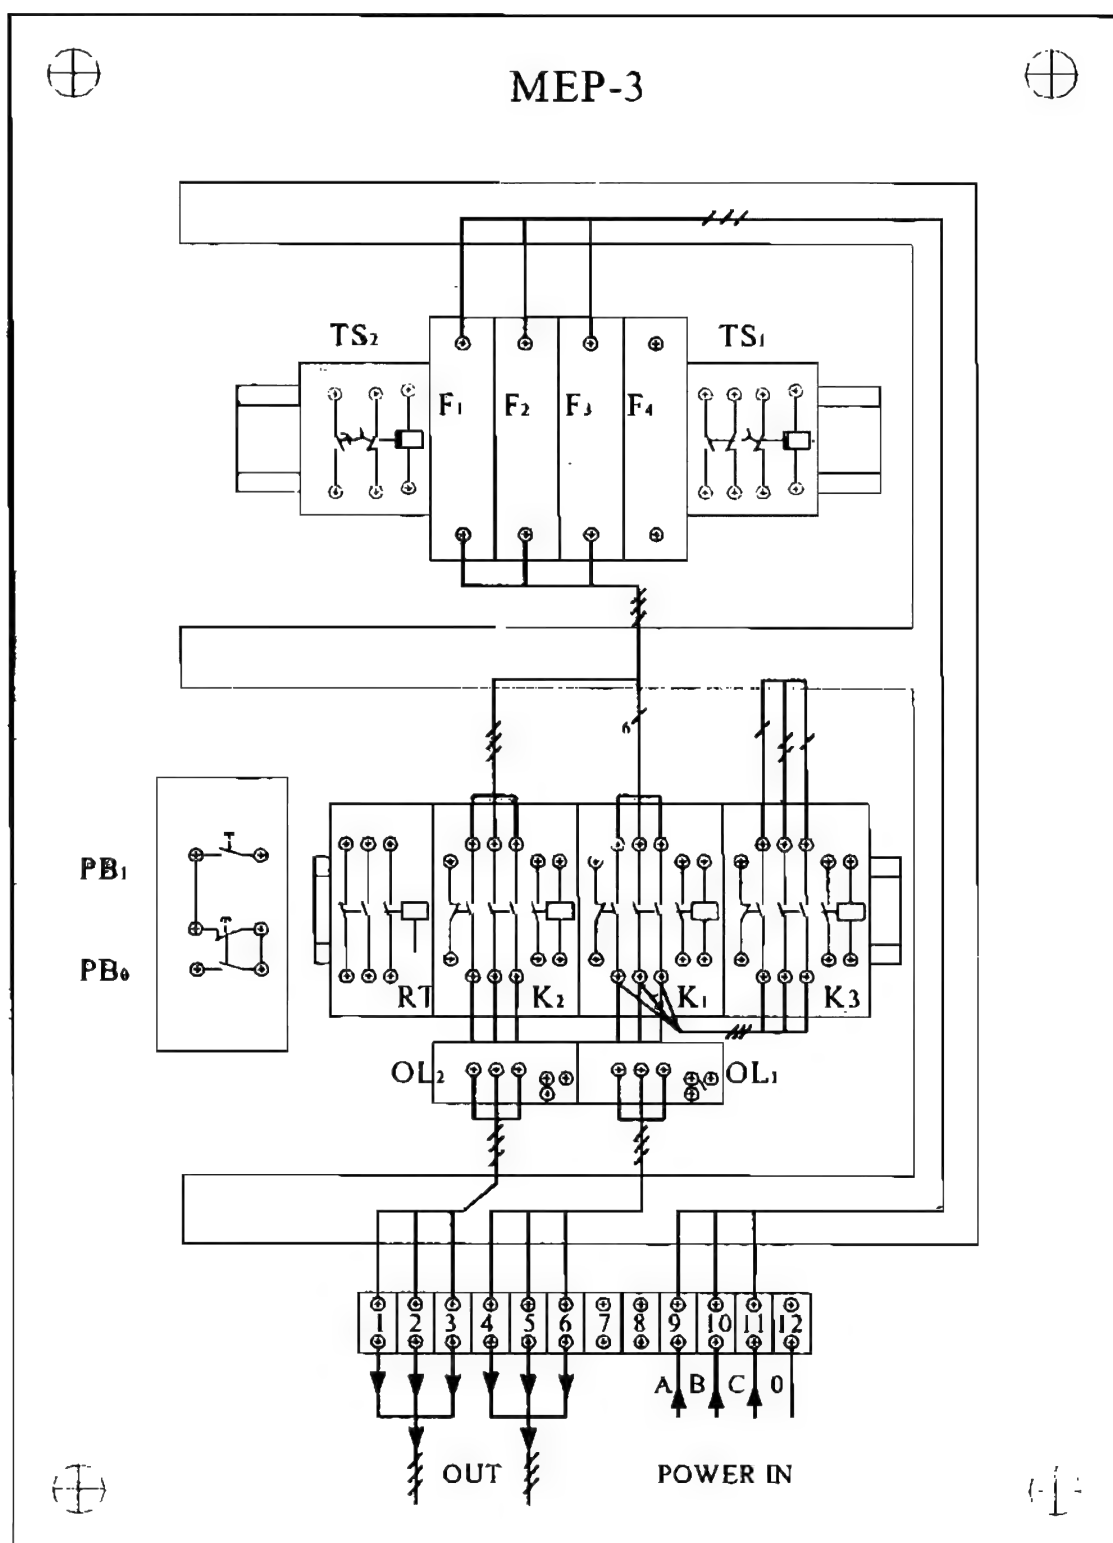 MEP-3
TS₂ TS₁
F₁ F₂ F₃ F₄
6
PB₁
PB₀
RT K₂ K₁ K3
OL₂ OL₁
1 2 3 4 5 6 7 8 9 10 11 12
A B C 0
OUT POWER IN